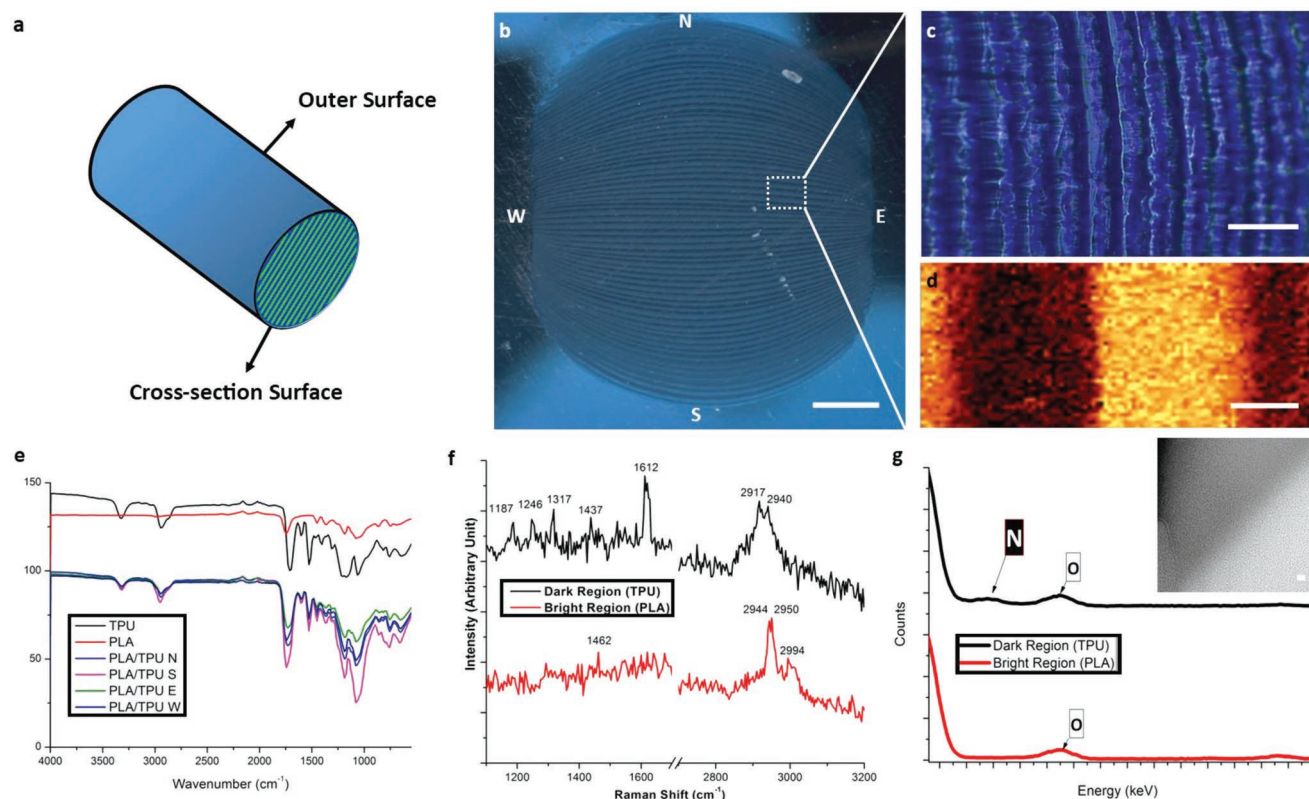 a
Outer Surface
Cross-section Surface
b
N
W
E
S
c
d
e
150
100
50
0
4000
3500
3000
2500
2000
1500
1000
Wavenumber (cm⁻¹)
TPU
PLA
PLA/TPU N
PLA/TPU S
PLA/TPU E
PLA/TPU W
f
Intensity (Arbitrary Unit)
1187
1246
1317
1437
1612
2917
2940
Dark Region (TPU)
Bright Region (PLA)
1462
2944
2950
2994
1200
1400
1600
2800
3000
3200
Raman Shift (cm⁻¹)
g
Counts
N
O
Dark Region (TPU)
Bright Region (PLA)
O
Energy (keV)